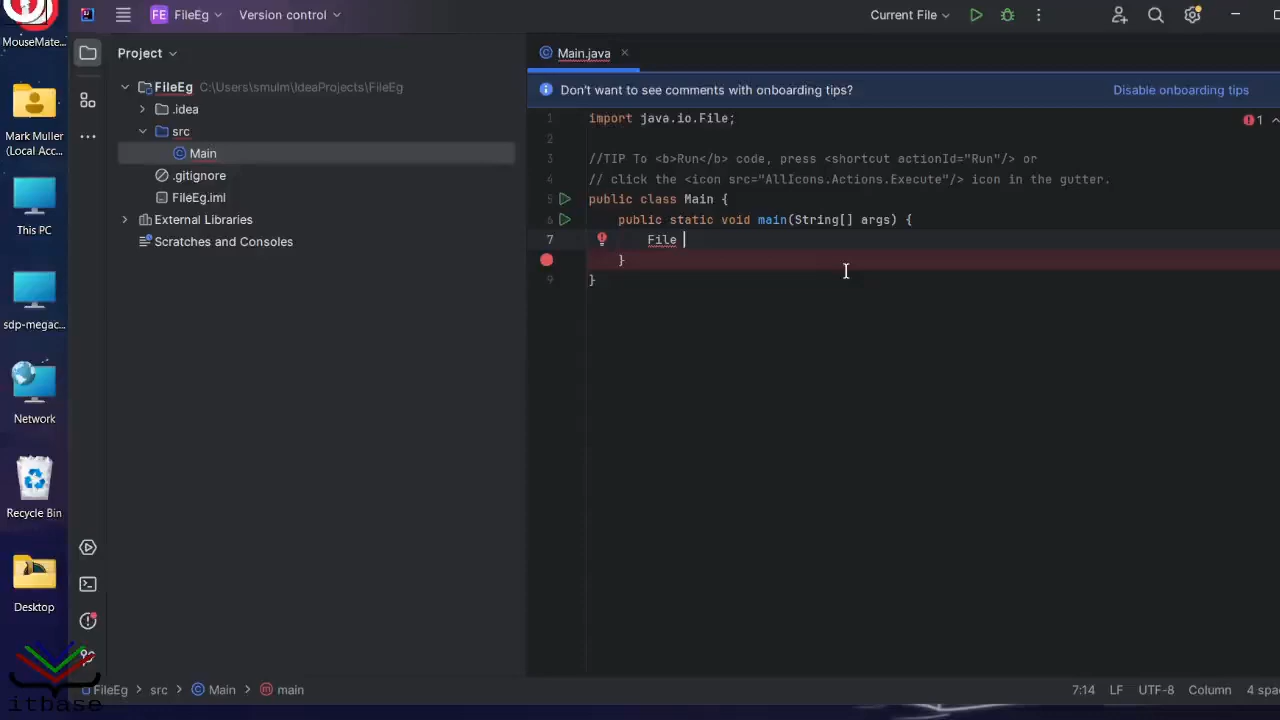 MouseMate...
Mark Muller
(Local Acc...
This PC
sdp-megac...
Network
Recycle Bin
Desktop
itbase
FE FileEg Version control
Current File
Project
FileEg C:\Users\smulm\IdeaProjects\FileEg
.idea
src
Main
.gitignore
FileEg.iml
External Libraries
Scratches and Consoles
Main.java
Don't want to see comments with onboarding tips? Disable onboarding tips
1 import java.io.File; 1
2
3 //TIP To <b>Run</b> code, press <shortcut actionId="Run"/> or
4 // click the <icon src="AllIcons.Actions.Execute"/> icon in the gutter.
5 public class Main {
6 public static void main(String[] args) {
7 File
}
9 }
FileEg > src > Main > main
7:14 LF UTF-8 Column 4 spac